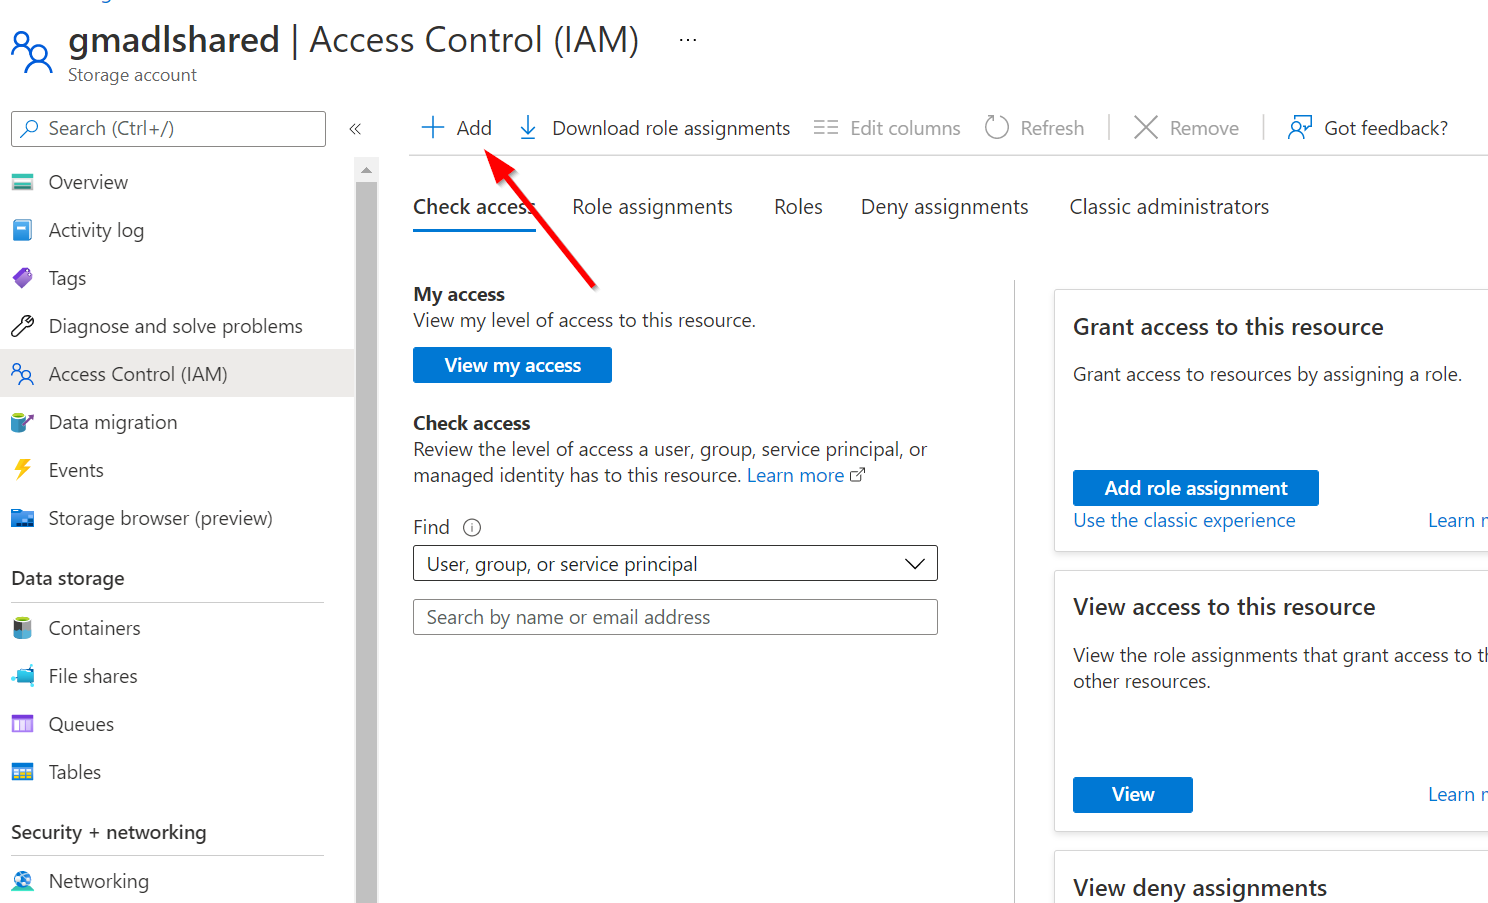 gmadlshared | Access Control (IAM) ...
Storage account
Search (Ctrl+/)
«
Overview
Activity log
Tags
Diagnose and solve problems
Access Control (IAM)
Data migration
Events
Storage browser (preview)
Data storage
Containers
File shares
Queues
Tables
Security + networking
Networking
Add
Download role assignments
Edit columns
Refresh
Remove
Got feedback?
Check access
Role assignments
Roles
Deny assignments
Classic administrators
My access
View my level of access to this resource.
View my access
Check access
Review the level of access a user, group, service principal, or
managed identity has to this resource. Learn more
Find
User, group, or service principal
Search by name or email address
Grant access to this resource
Grant access to resources by assigning a role.
Add role assignment
Use the classic experience
Learn
View access to this resource
View the role assignments that grant access to
other resources.
View
Learn
View deny assignments